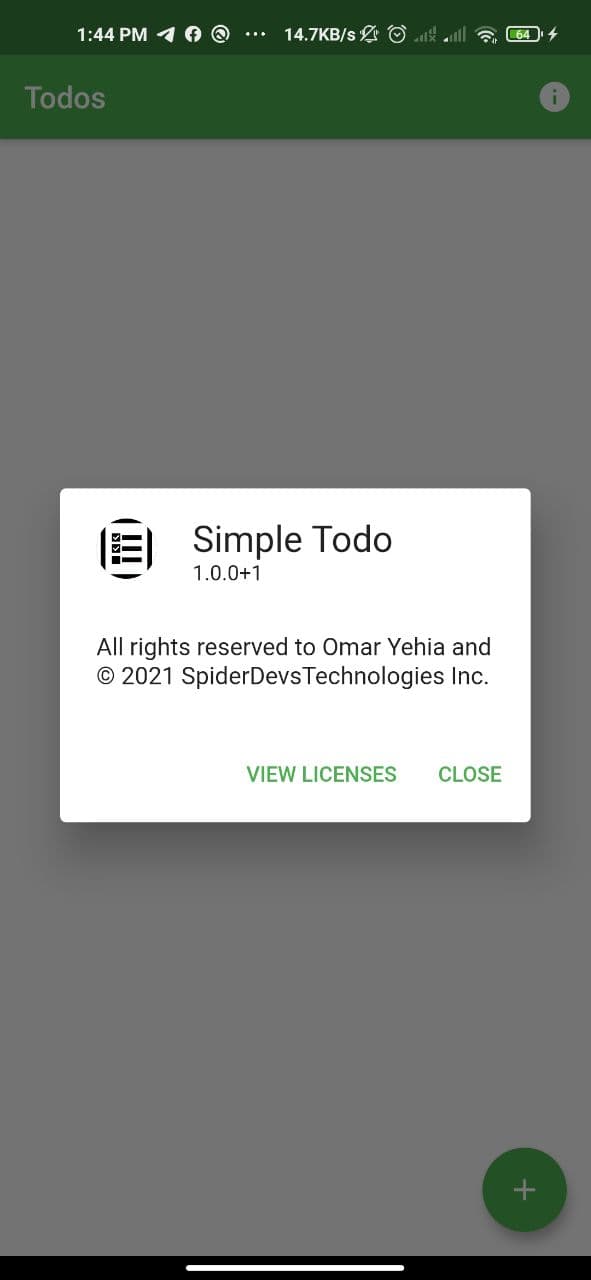 1:44 PM ... 14.7KB/s 64
Todos
Simple Todo
1.0.0+1
All rights reserved to Omar Yehia and
© 2021 SpiderDevsTechnologies Inc.
VIEW LICENSES CLOSE